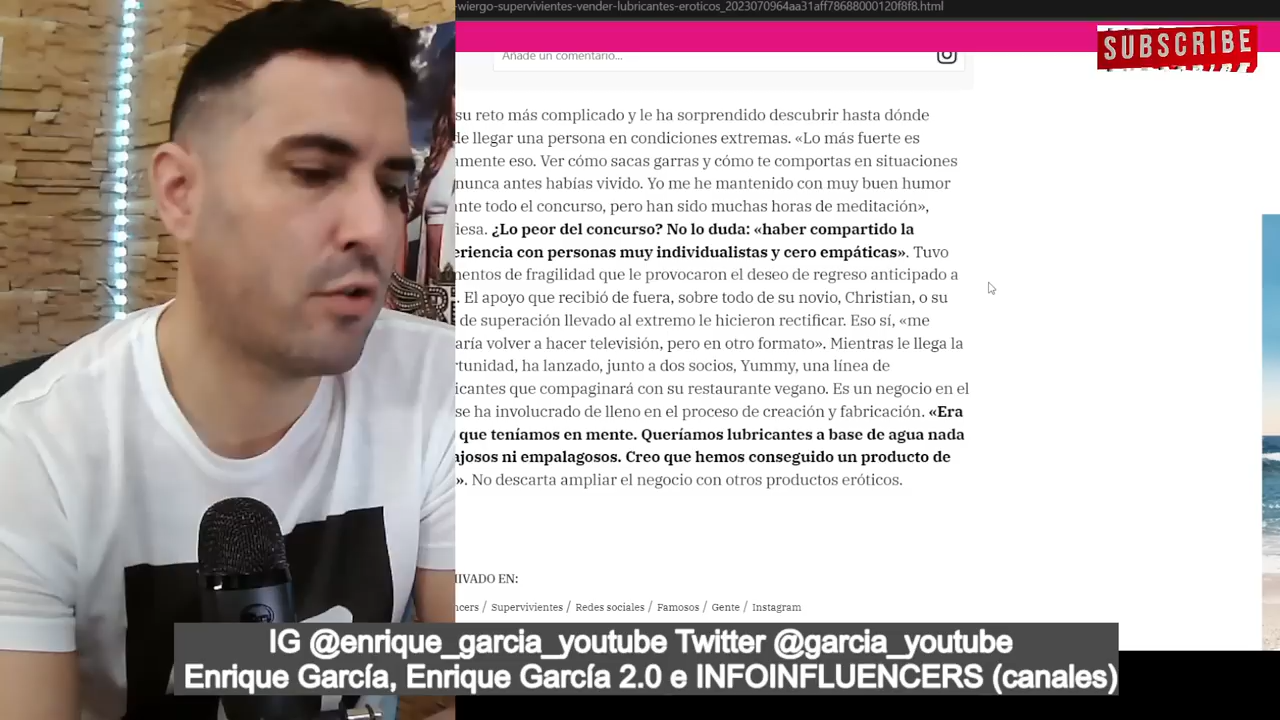 wiergo-supervivientes-vender-lubricantes-eroticos_2023070964aa31aff78688000120f8f8.html
SUBSCRIBE
Añade un comentario...
su reto más complicado y le ha sorprendido descubrir hasta dónde
de llegar una persona en condiciones extremas. «Lo más fuerte es
amente eso. Ver cómo sacas garras y cómo te comportas en situaciones
nunca antes habías vivido. Yo me he mantenido con muy buen humor
ante todo el concurso, pero han sido muchas horas de meditación»,
iesa. ¿Lo peor del concurso? No lo duda: «haber compartido la
eriencia con personas muy individualistas y cero empáticas». Tuvo
mentos de fragilidad que le provocaron el deseo de regreso anticipado a
. El apoyo que recibió de fuera, sobre todo de su novio, Christian, o su
de superación llevado al extremo le hicieron rectificar. Eso sí, «me
aría volver a hacer televisión, pero en otro formato». Mientras le llega la
rtunidad, ha lanzado, junto a dos socios, Yummy, una línea de
icantes que compaginará con su restaurante vegano. Es un negocio en el
se ha involucrado de lleno en el proceso de creación y fabricación. «Era
que teníamos en mente. Queríamos lubricantes a base de agua nada
ajosos ni empalagosos. Creo que hemos conseguido un producto de
». No descarta ampliar el negocio con otros productos eróticos.
IVADO EN:
ncers / Supervivientes / Redes sociales / Famosos / Gente / Instagram
IG @enrique_garcia_youtube Twitter @garcia_youtube
Enrique García, Enrique García 2.0 e INFOINFLUENCERS (canales)